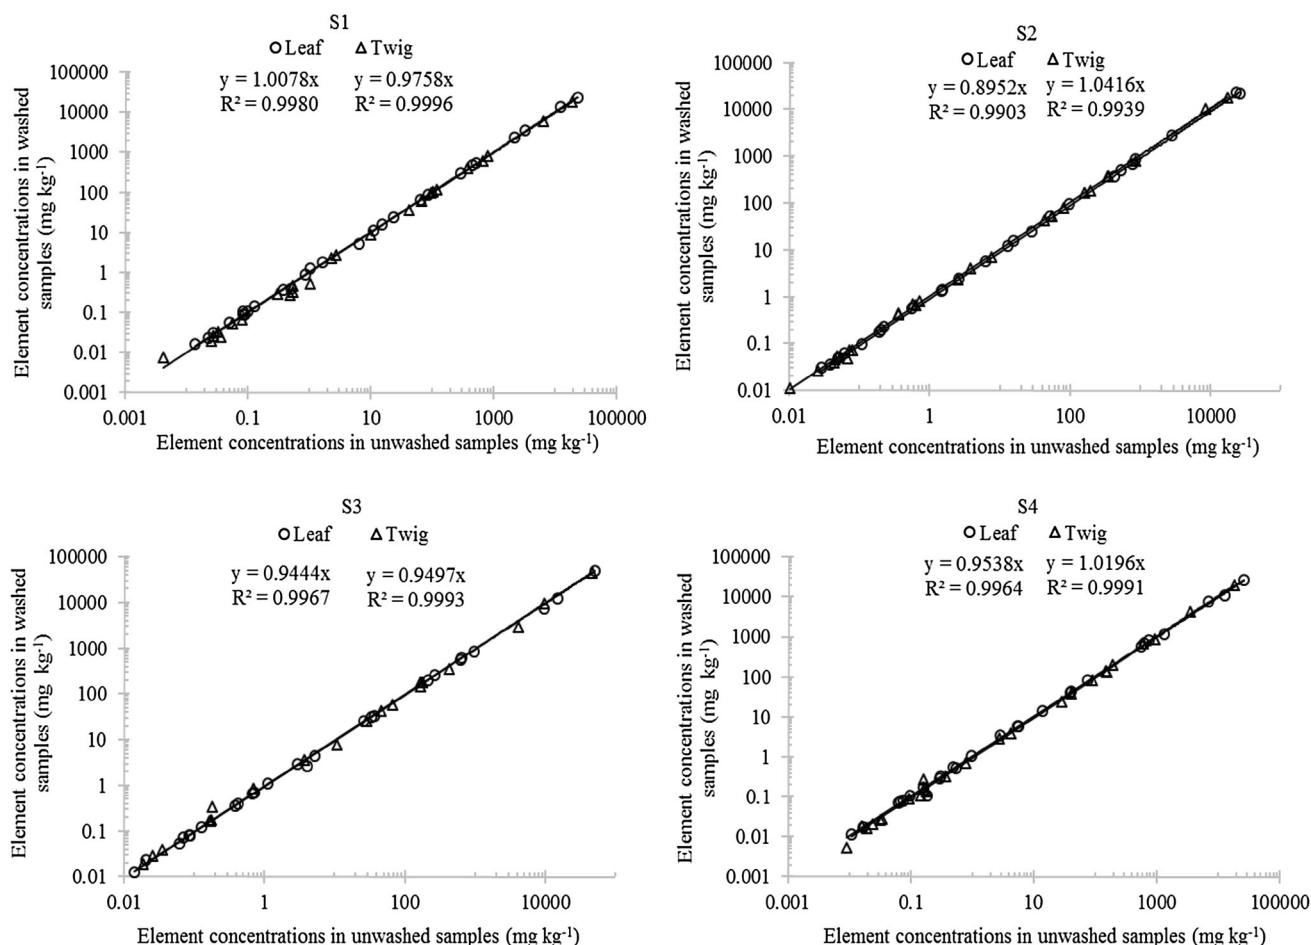 S1
Leaf Twig
y = 1.0078x y = 0.9758x
R² = 0.9980 R² = 0.9996
Element concentrations in washed
samples (mg kg⁻¹)
100000
10000
1000
100
10
1
0.1
0.01
0.001
0.001 0.1 10 1000 100000
Element concentrations in unwashed samples (mg kg⁻¹)
S2
Leaf Twig
y = 0.8952x y = 1.0416x
R² = 0.9903 R² = 0.9939
Element concentrations in washed
samples (mg kg⁻¹)
100000
10000
1000
100
10
1
0.1
0.01
0.01 1 100 10000
Element concentrations in unwashed samples (mg kg⁻¹)
S3
Leaf Twig
y = 0.9444x y = 0.9497x
R² = 0.9967 R² = 0.9993
Element concentrations in washed
samples (mg kg⁻¹)
100000
10000
1000
100
10
1
0.1
0.01
0.01 1 100 10000
Element concentrations in unwashed samples (mg kg⁻¹)
S4
Leaf Twig
y = 0.9538x y = 1.0196x
R² = 0.9964 R² = 0.9991
Element concentrations in washed
samples (mg kg⁻¹)
100000
10000
1000
100
10
1
0.1
0.01
0.001
0.001 0.1 10 1000 100000
Element concentrations in unwashed samples (mg kg⁻¹)